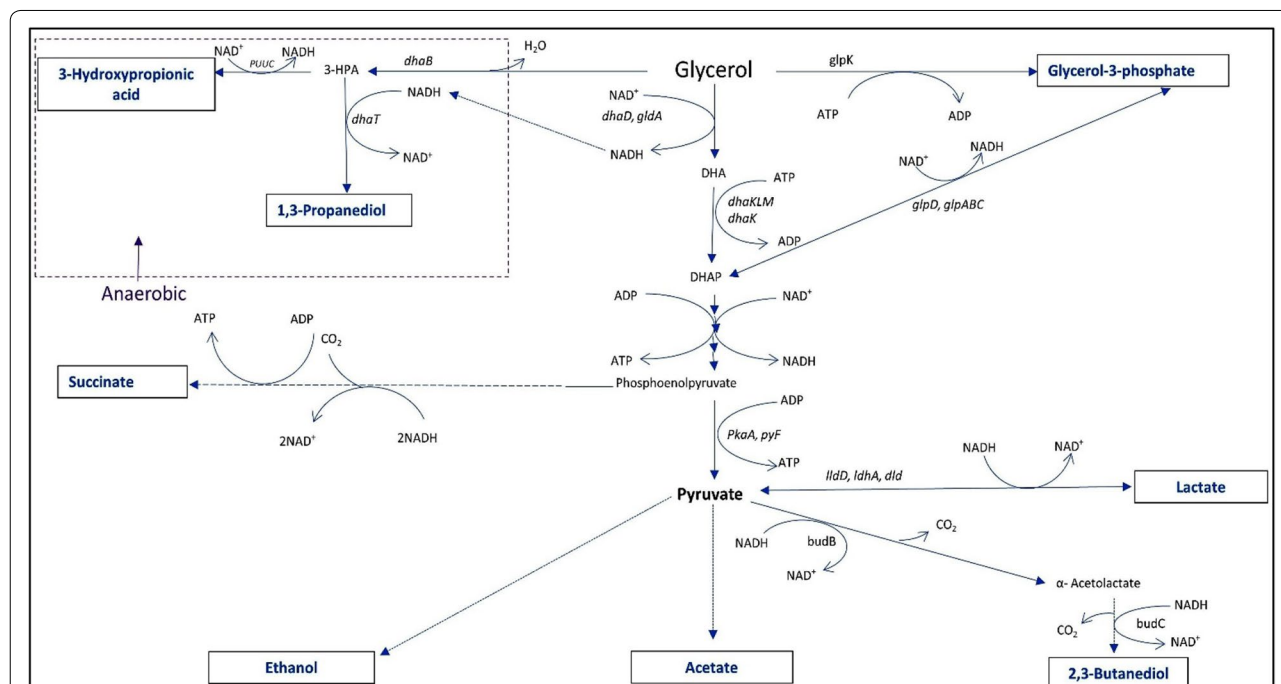 NAD⁺ NADH H₂O
PUUC 3-HPA dhaB Glycerol glpK
3-Hydroxypropionic
acid
Glycerol-3-phosphate
NADH NAD⁺ ATP ADP
dhaT dhaD, gldA
NAD⁺ NADH NAD⁺ NADH
DHA ATP
1,3-Propanediol dhaKLM glpD, glpABC
dhaK
ADP
DHAP
Anaerobic ADP NAD⁺
ATP ADP
CO₂
ATP NADH
Succinate Phosphoenolpyruvate
2NAD⁺ 2NADH ADP
PkaA, pyF
ATP NADH NAD⁺
lldD, ldhA, dld
Pyruvate Lactate
NADH budB CO₂
NAD⁺
α- Acetolactate
NADH
CO₂ budC
NAD⁺
Ethanol Acetate 2,3-Butanediol